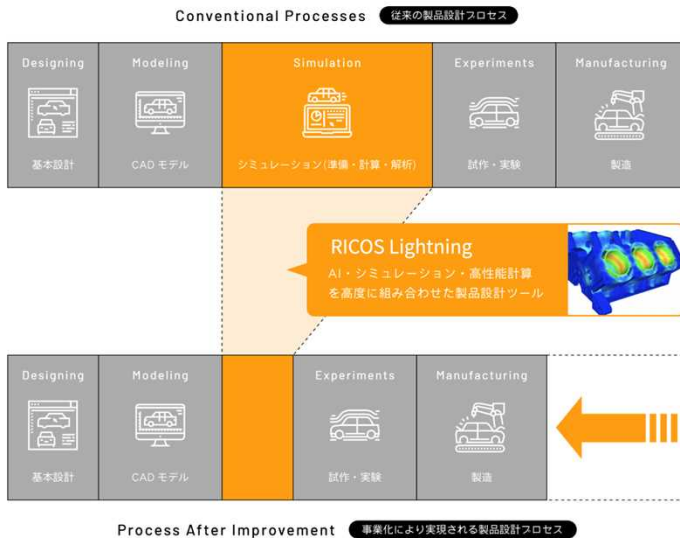 Conventional Processes 従来の製品設計プロセス
Designing Modeling Simulation Experiments Manufacturing
基本設計 CAD モデル シミュレーション(準備・計算・解析) 試作・実験 製造
RICOS Lightning
AI・シミュレーション・高性能計算
を高度に組み合わせた製品設計ツール
Designing Modeling Experiments Manufacturing
基本設計 CAD モデル 試作・実験 製造
Process After Improvement 事業化により実現される製品設計プロセス